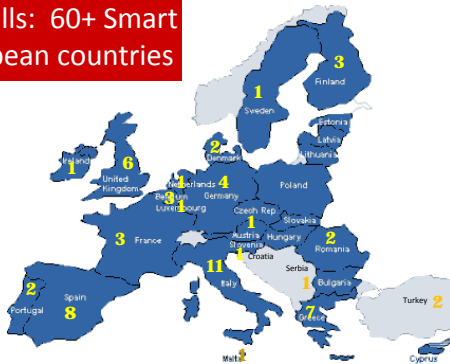 lls: 60+ Smart
pean countries
3
Finland
1
Sweden
Estonia
Latvia
Lithuania
2
Denmark
Ireland
1
6
United
Kingdom
1
Netherlands
4
Germany
Belgium
3
Luxembourg
1
Poland
Czech Rep.
Slovakia
1
Austria
Hungary
Slovenia
1
Croatia
2
Romania
3
France
11
Italy
Serbia
1
Bulgaria
2
Portugal
Spain
8
7
Greece
Turkey 2
Malta
Cyprus